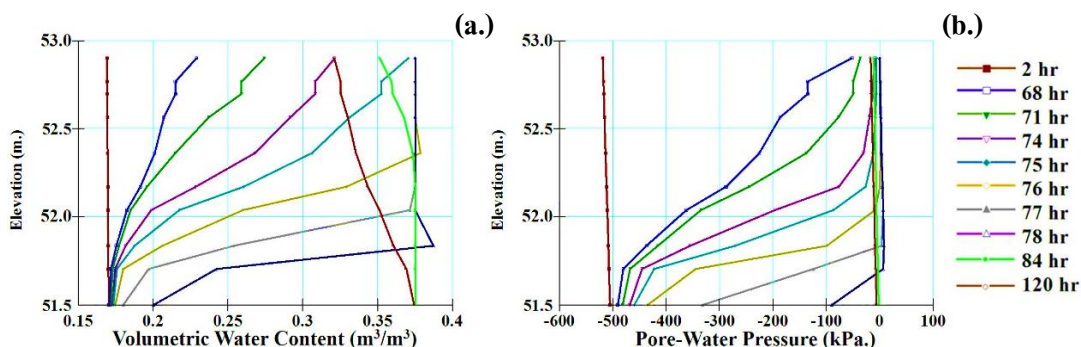 (a.)
53.0
52.5
52.0
51.5
Elevation (m.)
0.15
0.2
0.25
0.3
0.35
0.4
Volumetric Water Content (m³/m³)
(b.)
53.0
52.5
52.0
51.5
Elevation (m.)
-600
-500
-400
-300
-200
-100
0
100
Pore-Water Pressure (kPa.)
2 hr
68 hr
71 hr
74 hr
75 hr
76 hr
77 hr
78 hr
84 hr
120 hr